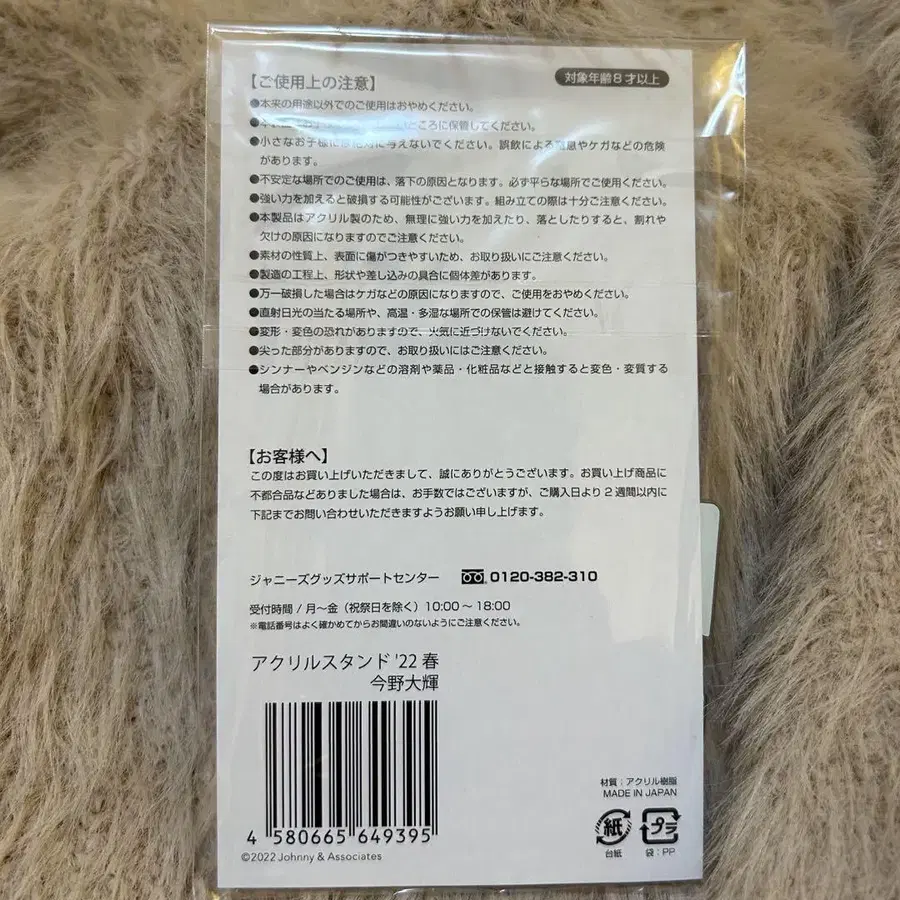 【ご使用上の注意】
対象年齢8才以上
●本来の用途以外でのご使用はおやめください。
ころに保管してください。
●小さなお子様には絶対に与えないでください。誤飲による窒息やケガなどの危険
があります。
●不安定な場所でのご使用は、落下の原因となります。必ず平らな場所でご使用ください。
●強い力を加えると破損する可能性がございます。組み立ての際は十分ご注意ください。
●本製品はアクリル製のため、無理に強い力を加えたり、落としたりすると、割れや
欠けの原因になりますのでご注意ください。
●素材の性質上、表面に傷がつきやすいため、お取り扱いにご注意ください。
●製造の工程上、形状や差し込みの具合に個体差があります。
●万一破損した場合はケガなどの原因になりますので、ご使用をおやめください。
●直射日光の当たる場所や、高温・多湿な場所での保管は避けてください。
●変形・変色の恐れがありますので、火気に近づけないでください。
●尖った部分がありますので、お取り扱いにはご注意ください。
●シンナーやベンジンなどの溶剤や薬品・化粧品などと接触すると変色・変質する
場合があります。
【お客様へ】
この度はお買い上げいただきまして、誠にありがとうございます。お買い上げ商品に
不都合品などありました場合は、お手数ではございますが、ご購入日より2週間以内に
下記までお問い合わせいただきますようお願い申し上げます。
ジャニーズグッズサポートセンター 0120-382-310
受付時間 / 月～金（祝祭日を除く）10:00～18:00
※電話番号はよく確かめてからお間違いのないようにご注意ください。
アクリルスタンド '22 春
今野大輝
4 580665 649395
©2022 Johnny & Associates
材質：アクリル樹脂
MADE IN JAPAN
紙 プラ
台紙 袋：PP